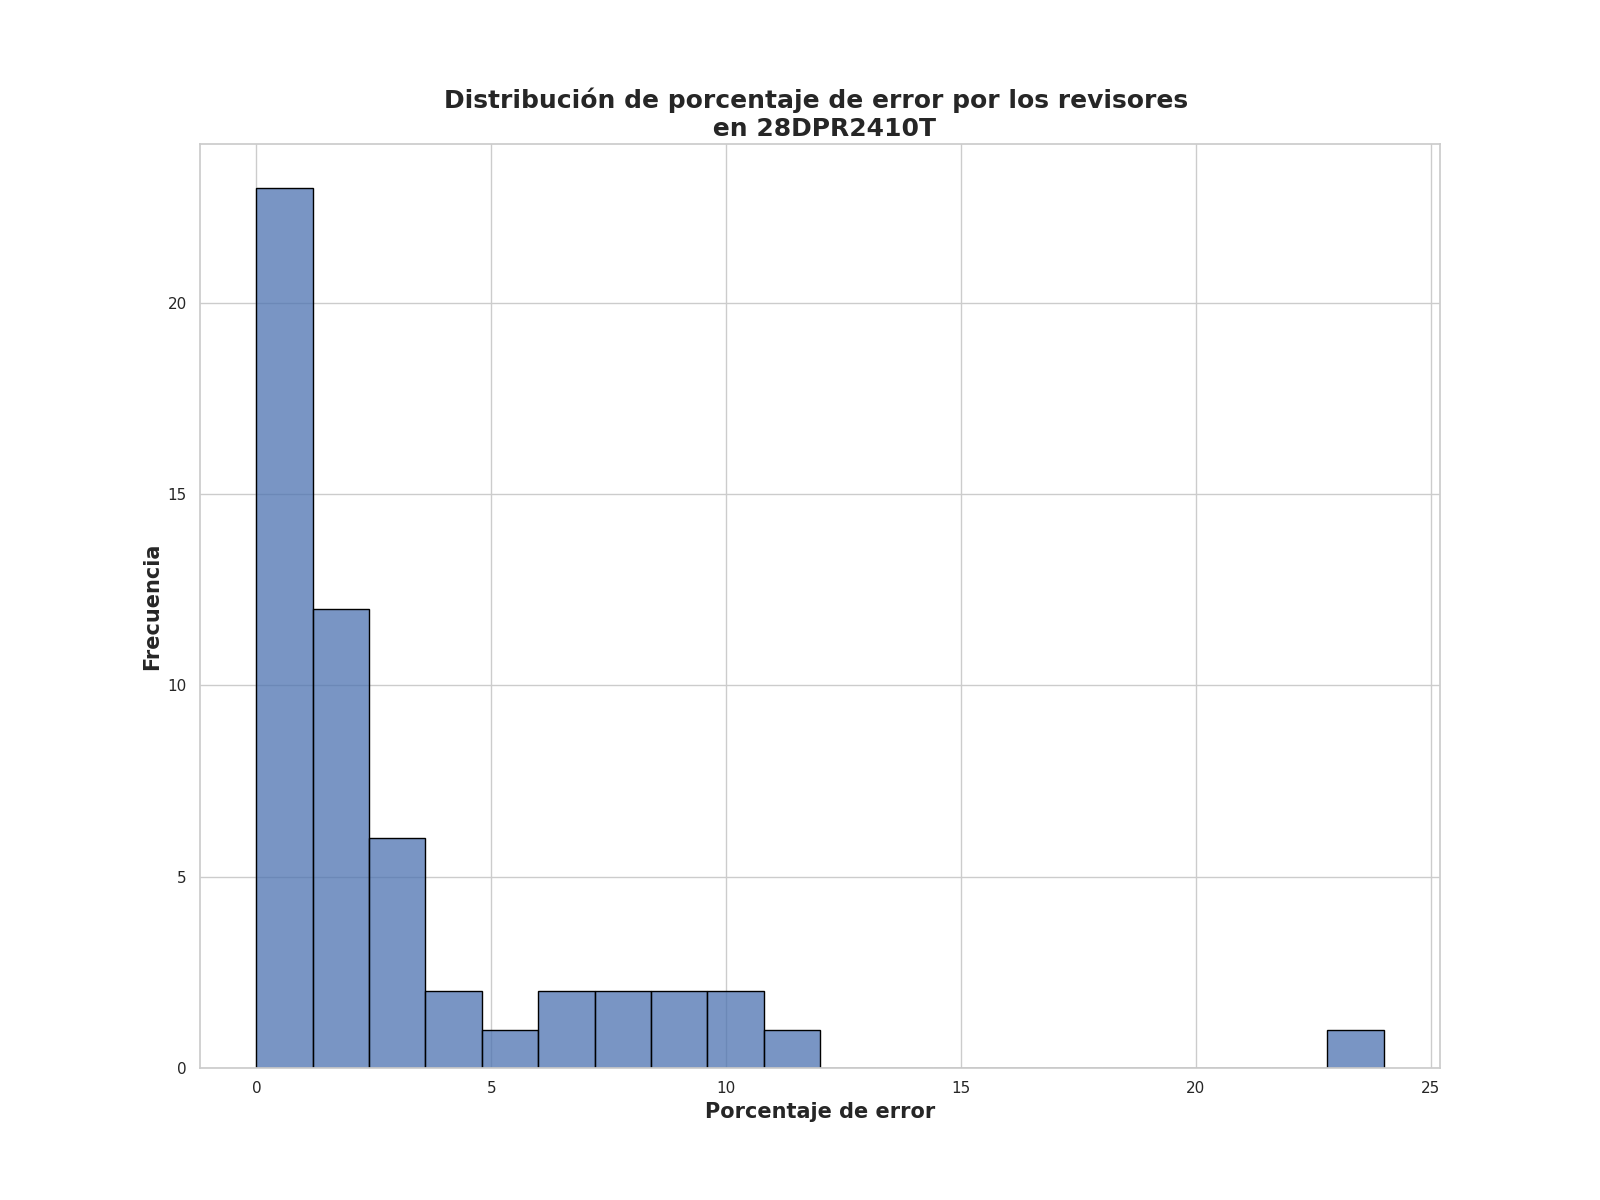 Distribución de porcentaje de error por los revisores
en 28DPR2410T
20
15
10
5
0
Frecuencia
0 5 10 15 20 25
Porcentaje de error